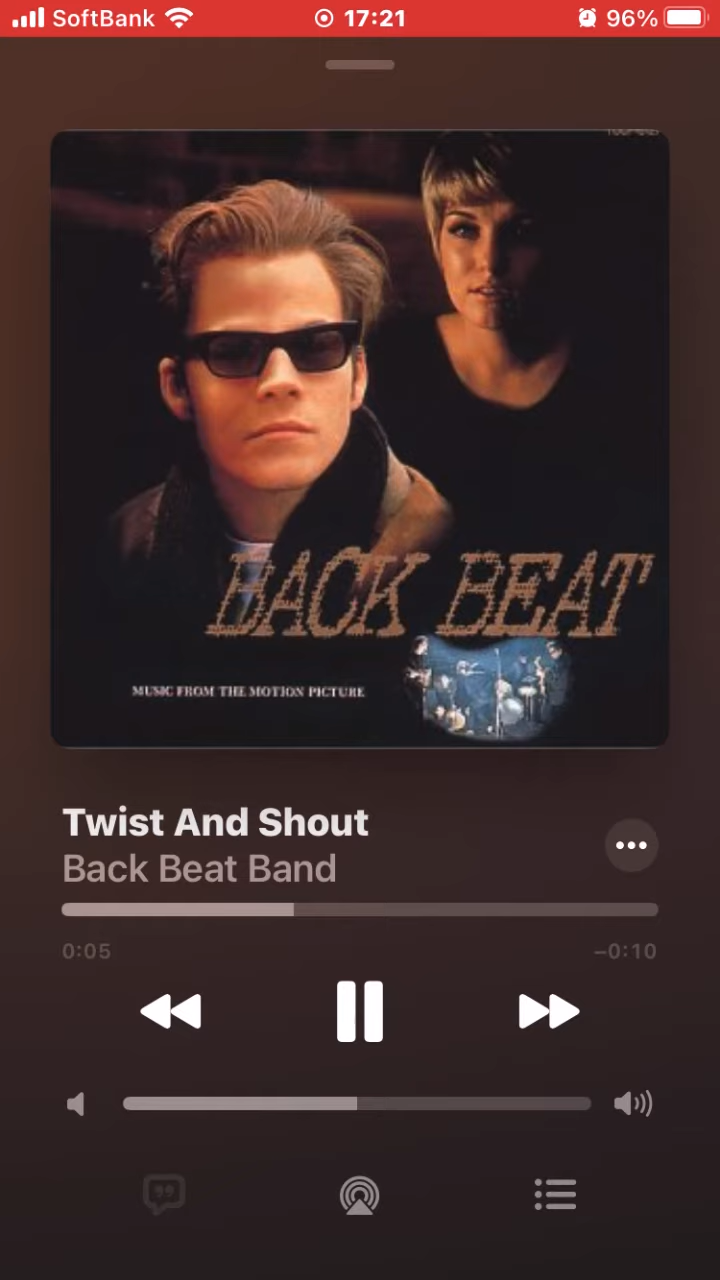 SoftBank 17:21 96%
BACK BEAT
MUSIC FROM THE MOTION PICTURE
Twist And Shout
Back Beat Band
0:05 −0:10